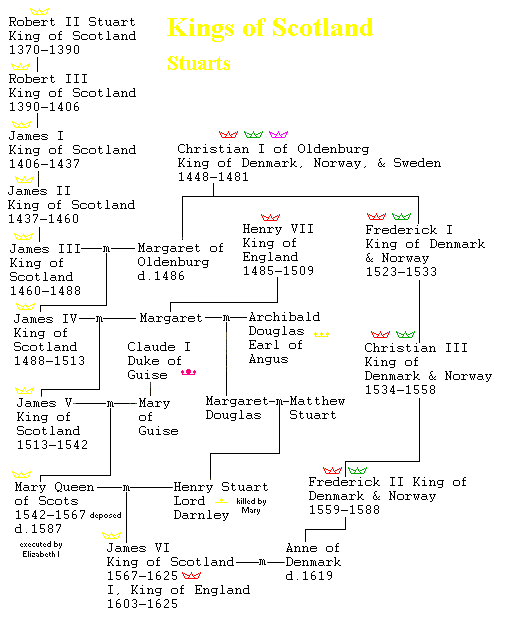 Kings of Scotland
Stuarts
Robert II Stuart
King of Scotland
1370-1390
Robert III
King of Scotland
1390-1406
James I
King of Scotland
1406-1437
James II
King of Scotland
1437-1460
Christian I of Oldenburg
King of Denmark, Norway, & Sweden
1448-1481
James III
King of
Scotland
1460-1488
m
Margaret of
Oldenburg
d.1486
Henry VII
King of
England
1485-1509
Frederick I
King of Denmark
& Norway
1523-1533
James IV
King of
Scotland
1488-1513
m
Margaret
m
Archibald
Douglas
Earl of
Angus
Claude I
Duke of
Guise
Christian III
King of
Denmark & Norway
1534-1558
James V
King of
Scotland
1513-1542
m
Mary
of
Guise
Margaret
Douglas
m
Matthew
Stuart
Mary Queen
of Scots
1542-1567 deposed
d.1587
executed by
Elizabeth I
m
Henry Stuart
Lord
Darnley
killed by
Mary
Frederick II King of
Denmark & Norway
1559-1588
James VI
King of Scotland
1567-1625
I, King of England
1603-1625
m
Anne of
Denmark
d.1619